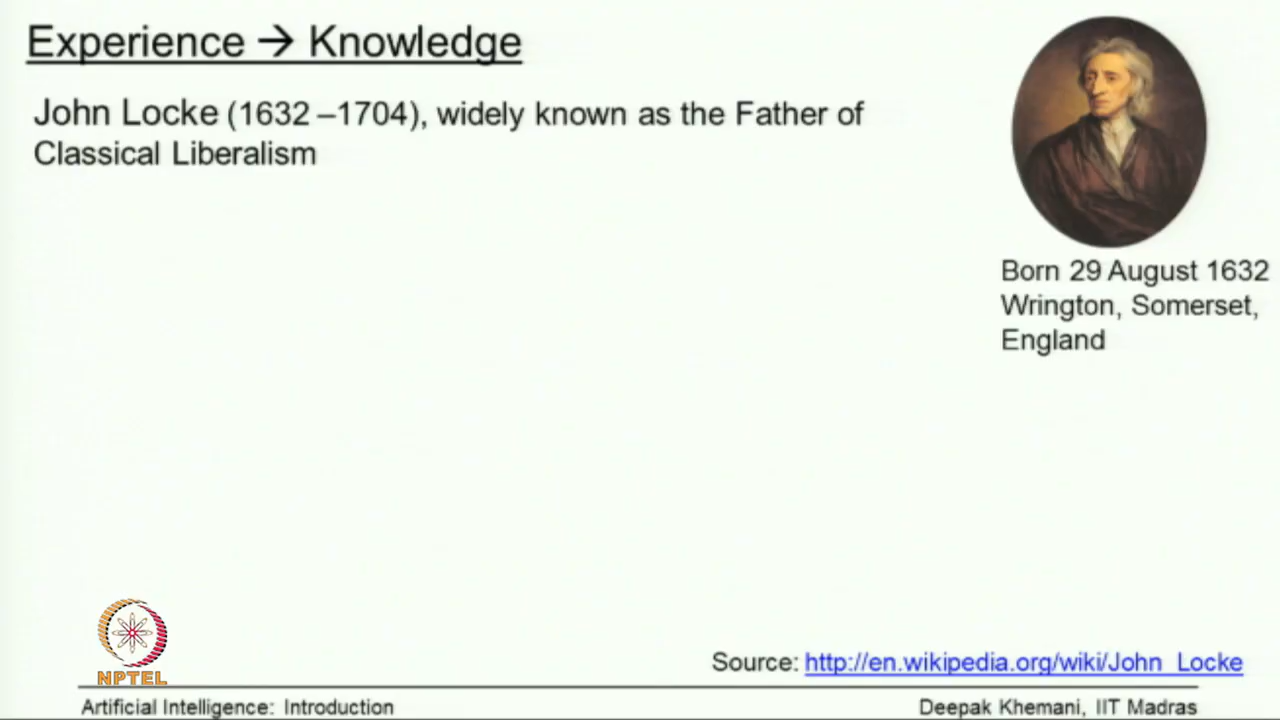 Experience → Knowledge
John Locke (1632 –1704), widely known as the Father of
Classical Liberalism
Born 29 August 1632
Wrington, Somerset,
England
NPTEL
Source: http://en.wikipedia.org/wiki/John_Locke
Artificial Intelligence: Introduction
Deepak Khemani, IIT Madras